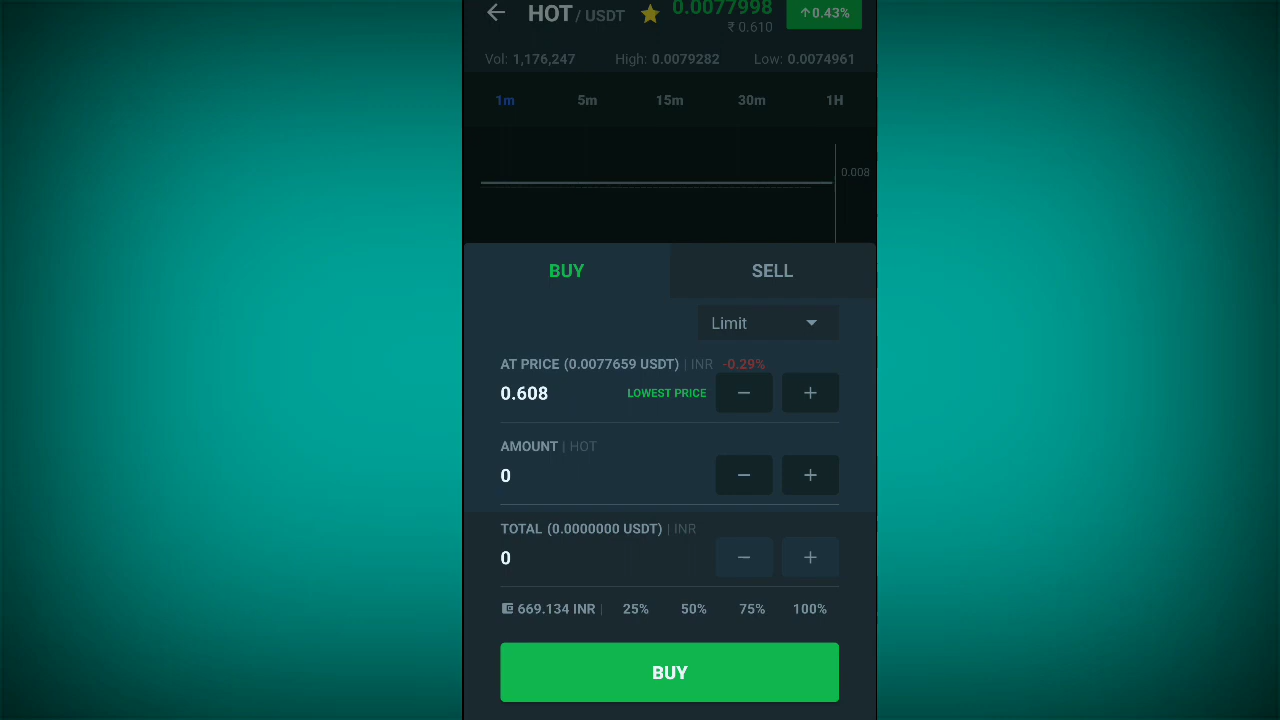 HOT / USDT 0.0077998 ↑0.43%
₹ 0.610
Vol: 1,176,247 High: 0.0079282 Low: 0.0074961
1m 5m 15m 30m 1H
0.008
BUY SELL
Limit
AT PRICE (0.0077659 USDT) | INR -0.29%
0.608 LOWEST PRICE − +
AMOUNT | HOT
0 − +
TOTAL (0.0000000 USDT) | INR
0 − +
669.134 INR | 25% 50% 75% 100%
BUY